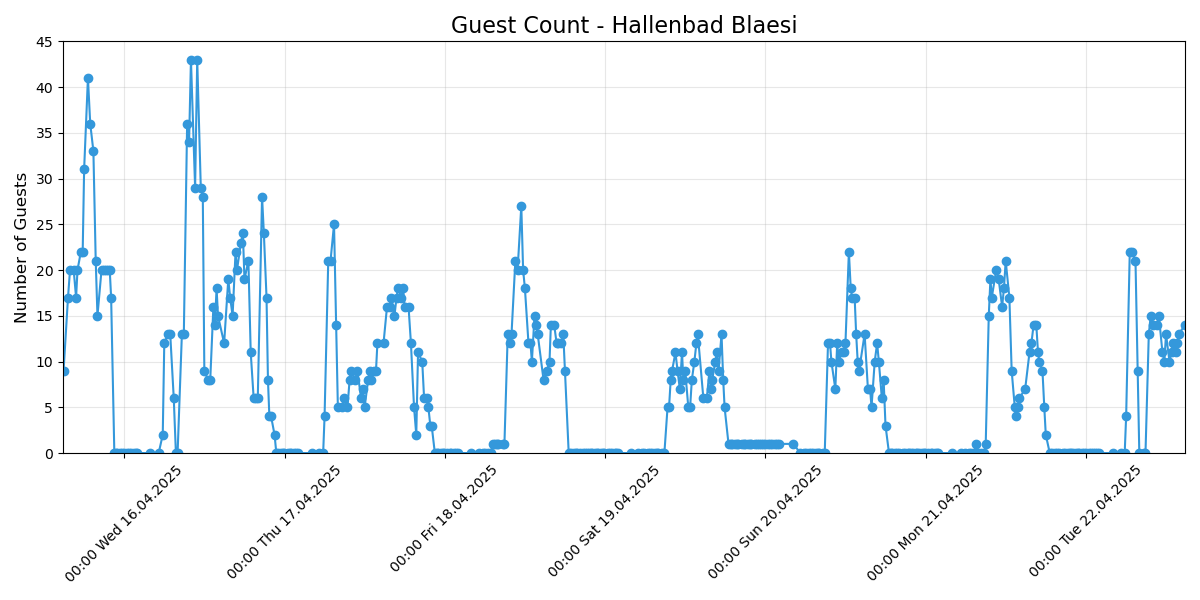 Guest Count - Hallenbad Blaesi
Number of Guests
45
40
35
30
25
20
15
10
5
0
00:00 Wed 16.04.2025
00:00 Thu 17.04.2025
00:00 Fri 18.04.2025
00:00 Sat 19.04.2025
00:00 Sun 20.04.2025
00:00 Mon 21.04.2025
00:00 Tue 22.04.2025